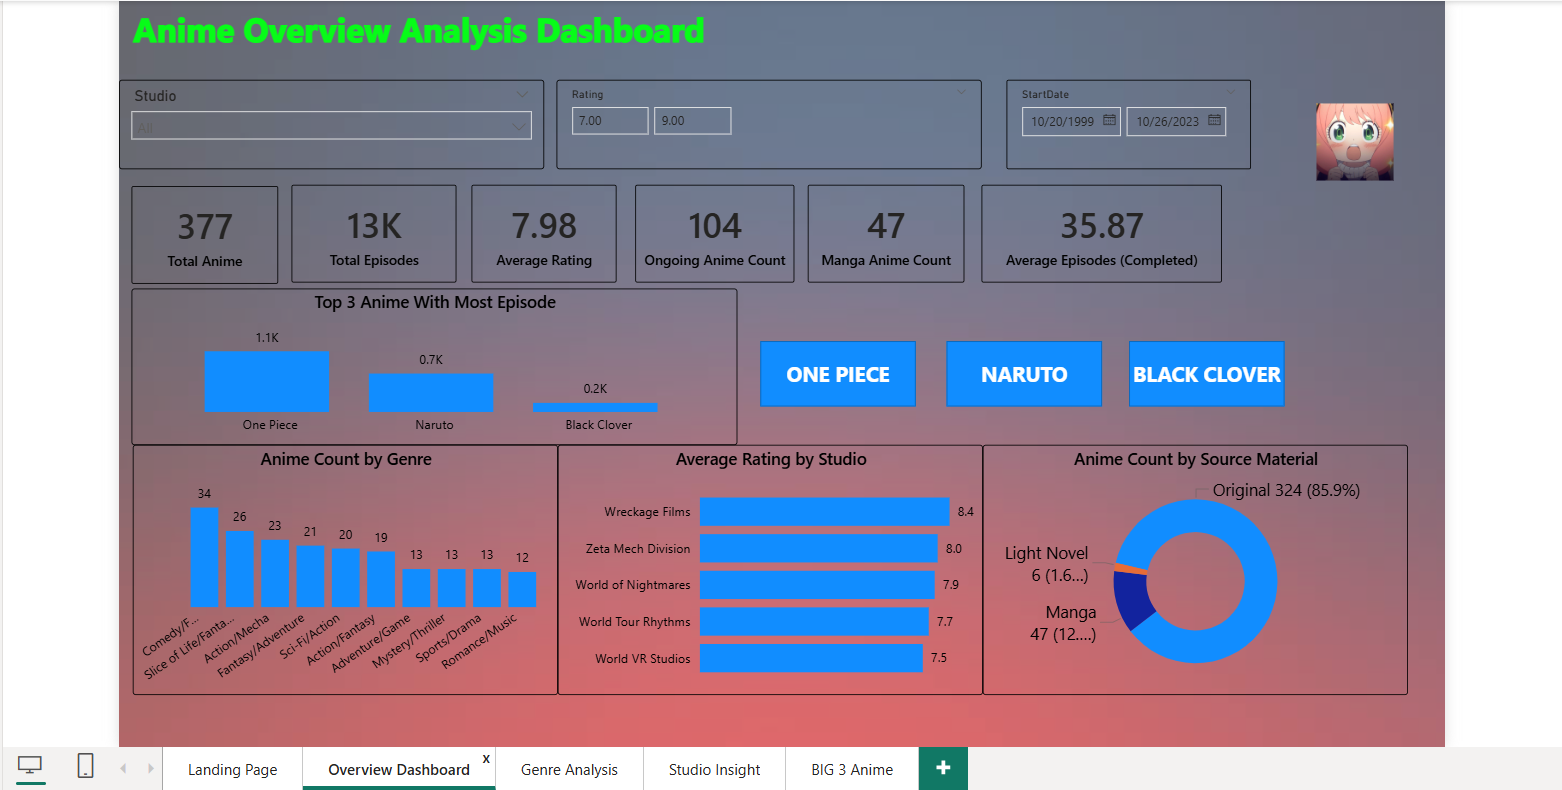 Anime Overview Analysis Dashboard
Studio
All
Rating
7.00
9.00
StartDate
10/20/1999
10/26/2023
377
Total Anime
13K
Total Episodes
7.98
Average Rating
104
Ongoing Anime Count
47
Manga Anime Count
35.87
Average Episodes (Completed)
Top 3 Anime With Most Episode
1.1K
0.7K
0.2K
One Piece
Naruto
Black Clover
ONE PIECE
NARUTO
BLACK CLOVER
Anime Count by Genre
34
26
23
21
20
19
13
13
13
12
Comedy/F...
Slice of Life/Fanta...
Action/Mecha
Fantasy/Adventure
Sci-Fi/Action
Action/Fantasy
Adventure/Game
Mystery/Thriller
Sports/Drama
Romance/Music
Average Rating by Studio
Wreckage Films
8.4
Zeta Mech Division
8.0
World of Nightmares
7.9
World Tour Rhythms
7.7
World VR Studios
7.5
Anime Count by Source Material
Original 324 (85.9%)
Light Novel
6 (1.6...)
Manga
47 (12....)
Landing Page
Overview Dashboard
x
Genre Analysis
Studio Insight
BIG 3 Anime
+